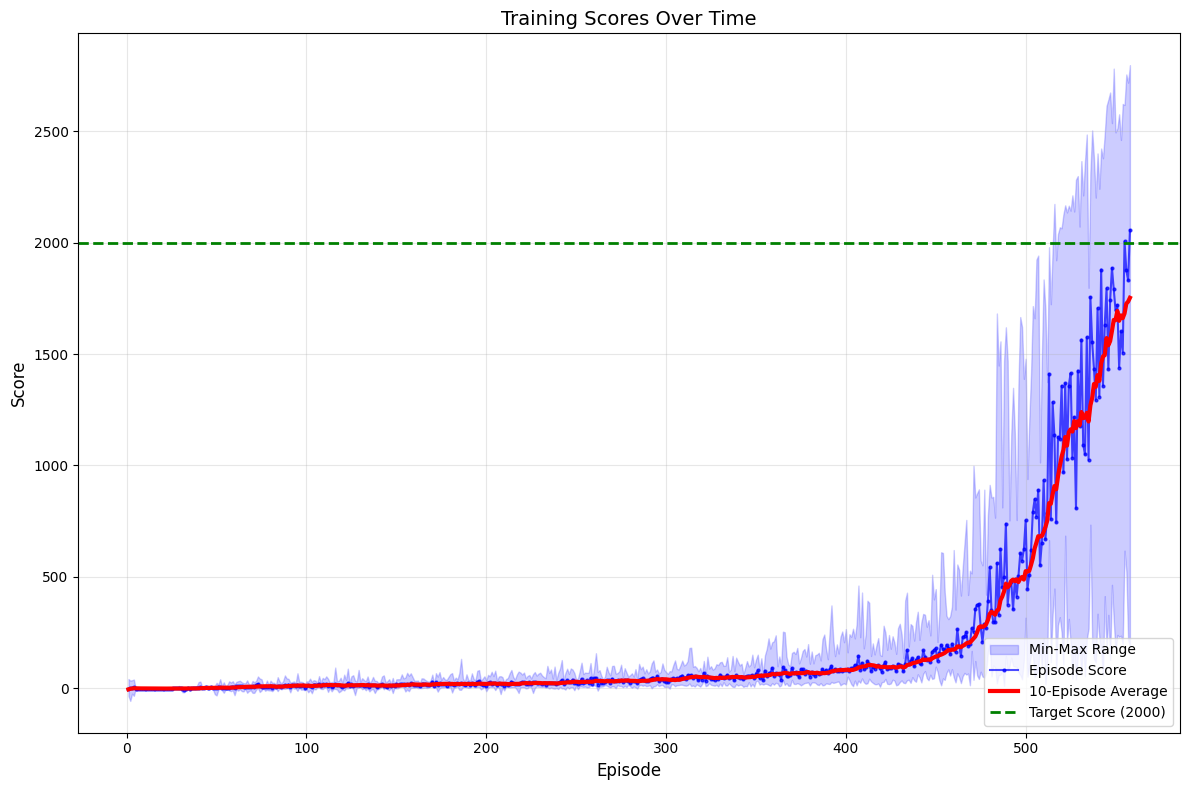 Training Scores Over Time
Score
2500
2000
1500
1000
500
0
0 100 200 300 400 500
Episode
Min-Max Range
Episode Score
10-Episode Average
Target Score (2000)